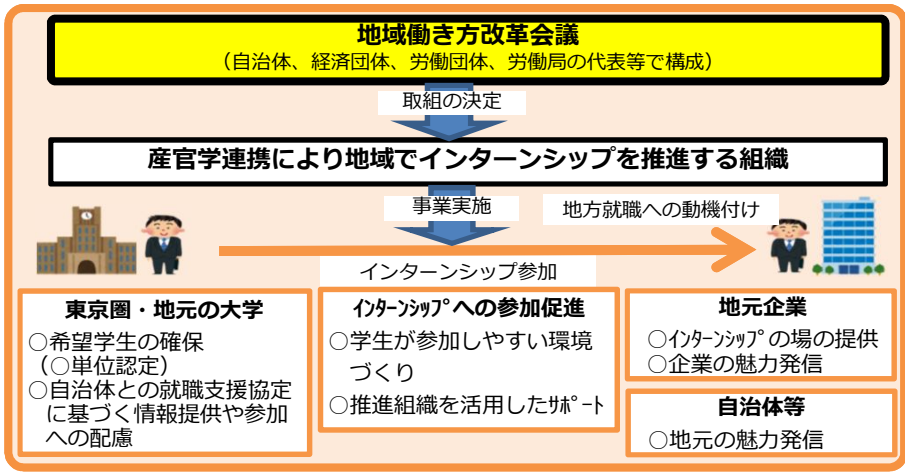 地域働き方改革会議
（自治体、経済団体、労働団体、労働局の代表等で構成）
取組の決定
産官学連携により地域でインターンシップを推進する組織
事業実施
地方就職への動機付け
インターンシップ参加
東京圏・地元の大学
○希望学生の確保
（○単位認定）
○自治体との就職支援協定
に基づく情報提供や参加
への配慮
ｲﾝﾀｰﾝｼｯﾌﾟへの参加促進
○学生が参加しやすい環境
づくり
○推進組織を活用したｻﾎﾟｰﾄ
地元企業
○ｲﾝﾀｰﾝｼｯﾌﾟの場の提供
○企業の魅力発信
自治体等
○地元の魅力発信